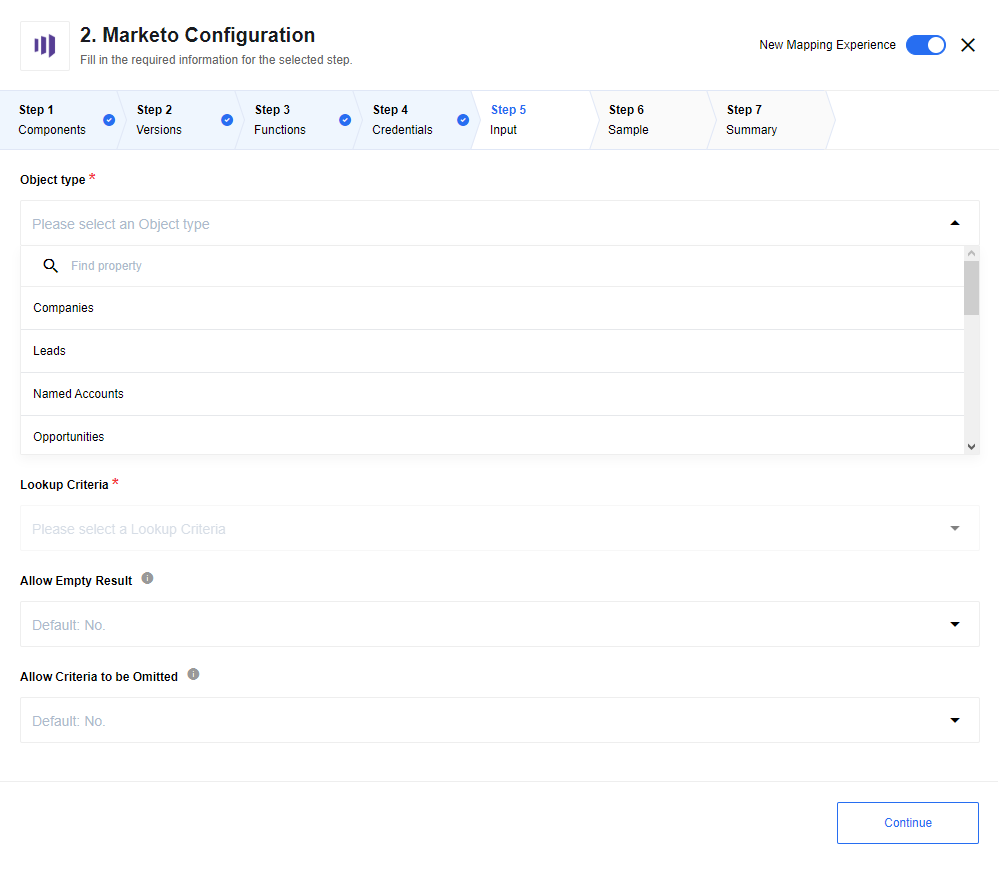 2. Marketo Configuration
Fill in the required information for the selected step.
New Mapping Experience
Step 1
Components
Step 2
Versions
Step 3
Functions
Step 4
Credentials
Step 5
Input
Step 6
Sample
Step 7
Summary
Object type *
Please select an Object type
Find property
Companies
Leads
Named Accounts
Opportunities
Lookup Criteria *
Please select a Lookup Criteria
Allow Empty Result
Default: No.
Allow Criteria to be Omitted
Default: No.
Continue